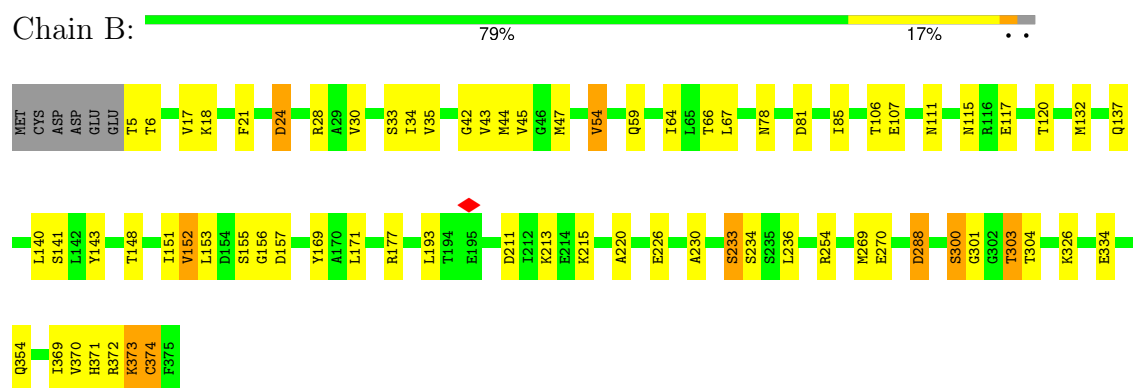 Chain B:
79% 17% • •
MET CYS ASP ASP GLU GLU T5 T6 V17 K18 F21 D24 R28 A29 V30 S33 I34 V35 G42 V43 M44 V45 G46 M47 V54 Q59 I64 L65 T66 L67 N78 D81 I85 T106 E107 N111 N115 R116 E117 T120 M132 Q137
L140 S141 L142 Y143 T148 I151 V152 L153 D154 S155 G156 D157 Y169 A170 L171 R177 L193 T194 E195 D211 I212 K213 E214 K215 A220 E226 A230 S233 S234 S235 L236 R254 M269 E270 D288 S300 G301 G302 T303 T304 K326 E334
Q354 I369 V370 H371 R372 K373 C374 F375